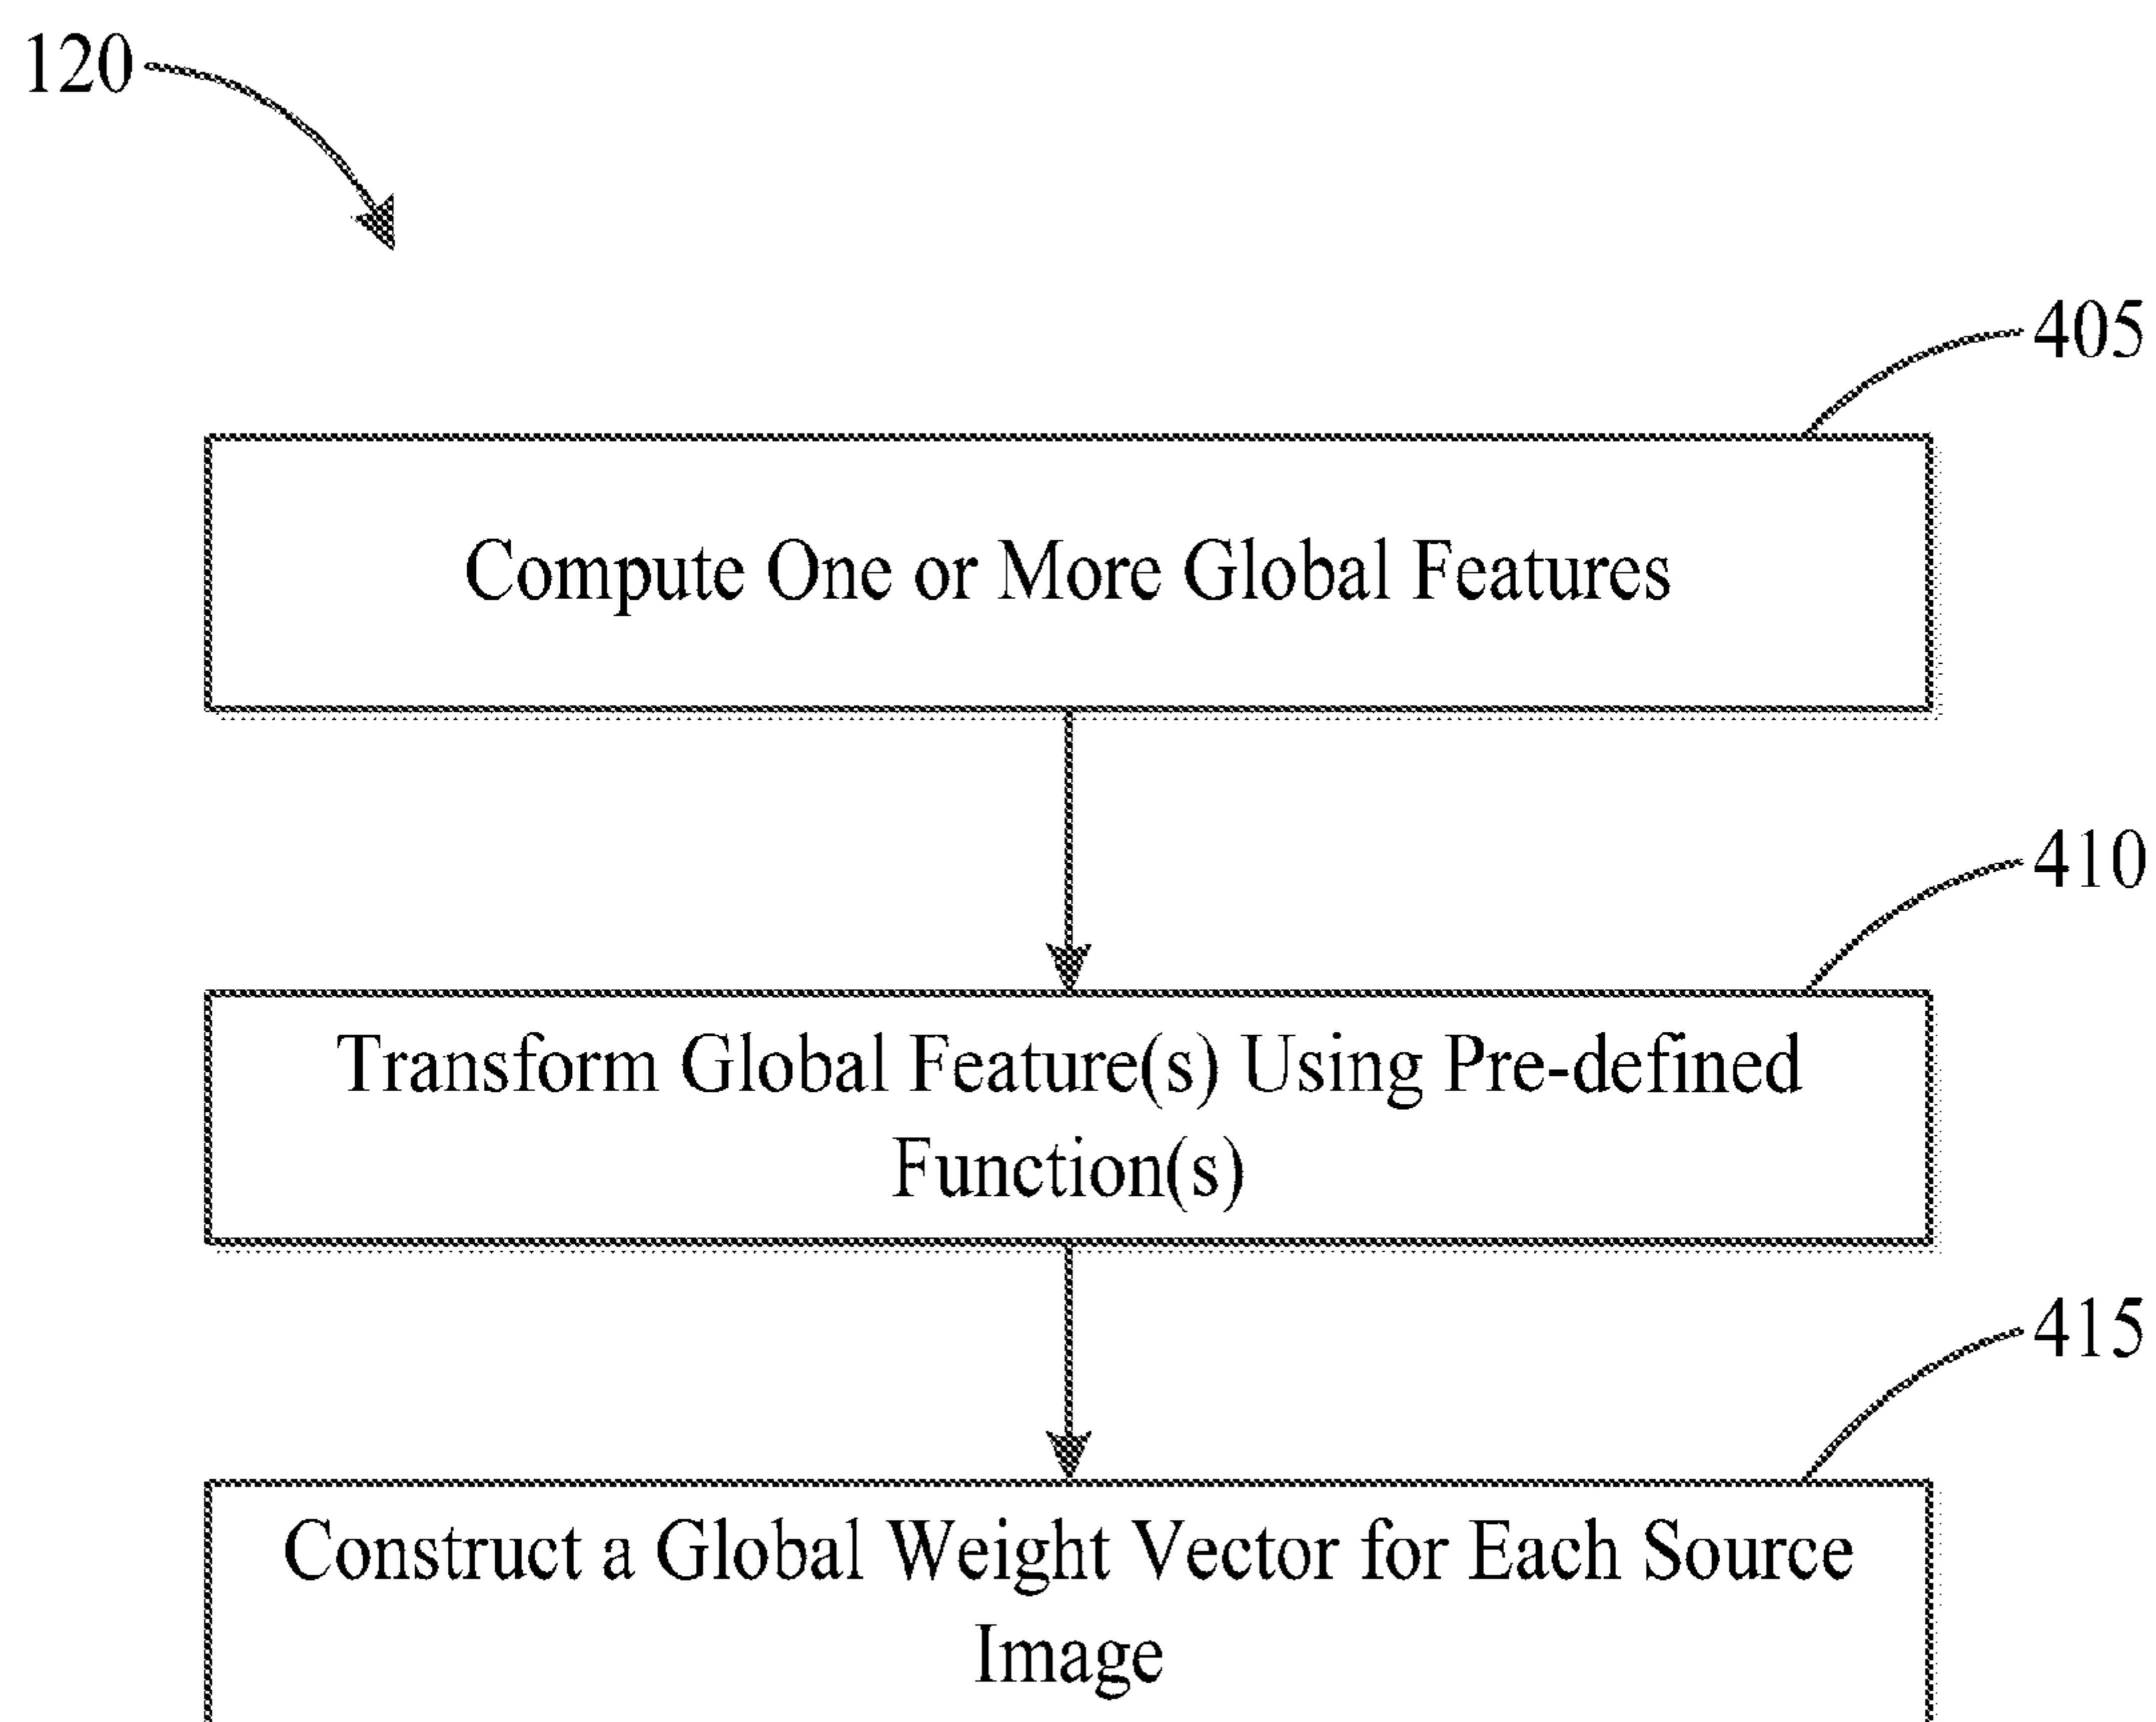 120
405
Compute One or More Global Features
410
Transform Global Feature(s) Using Pre-defined
Function(s)
415
Construct a Global Weight Vector for Each Source
Image